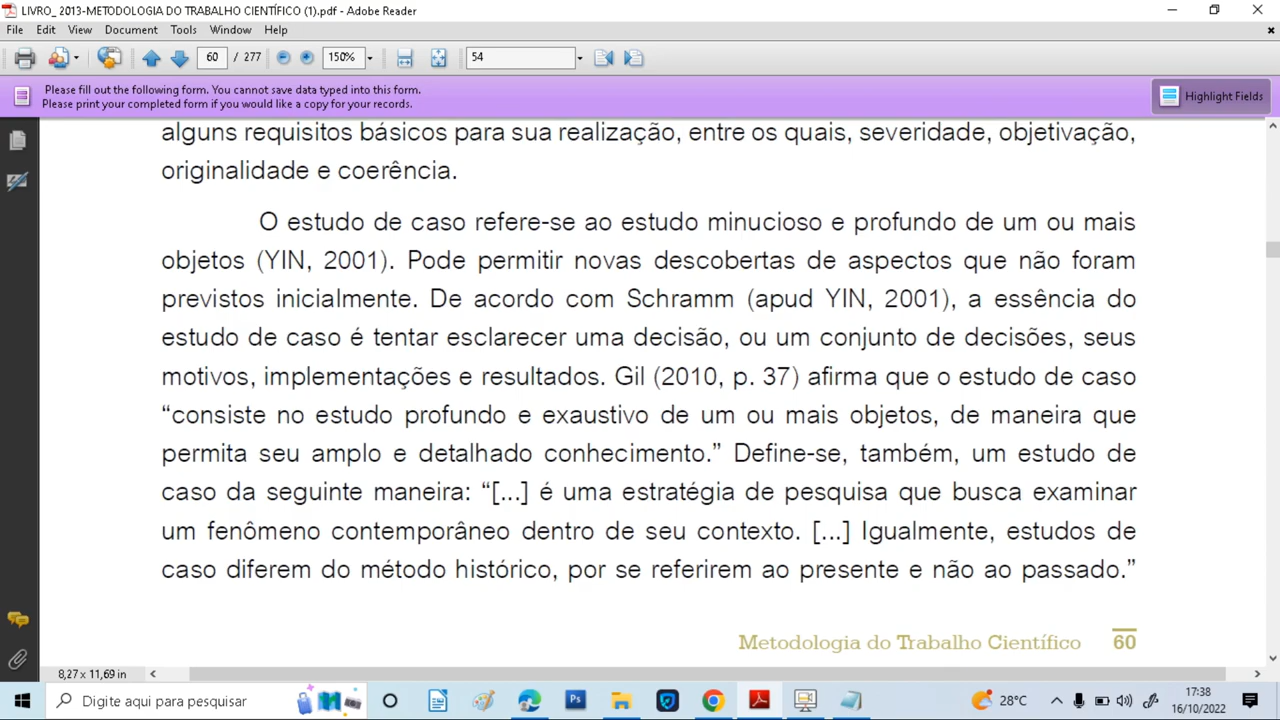 LIVRO_ 2013-METODOLOGIA DO TRABALHO CIENTÍFICO (1).pdf - Adobe Reader
File Edit View Document Tools Window Help
60 / 277 150% 54
Please fill out the following form. You cannot save data typed into this form.
Please print your completed form if you would like a copy for your records.
Highlight Fields
alguns requisitos básicos para sua realização, entre os quais, severidade, objetivação,
originalidade e coerência.
O estudo de caso refere-se ao estudo minucioso e profundo de um ou mais
objetos (YIN, 2001). Pode permitir novas descobertas de aspectos que não foram
previstos inicialmente. De acordo com Schramm (apud YIN, 2001), a essência do
estudo de caso é tentar esclarecer uma decisão, ou um conjunto de decisões, seus
motivos, implementações e resultados. Gil (2010, p. 37) afirma que o estudo de caso
“consiste no estudo profundo e exaustivo de um ou mais objetos, de maneira que
permita seu amplo e detalhado conhecimento.” Define-se, também, um estudo de
caso da seguinte maneira: “[...] é uma estratégia de pesquisa que busca examinar
um fenômeno contemporâneo dentro de seu contexto. [...] Igualmente, estudos de
caso diferem do método histórico, por se referirem ao presente e não ao passado.”
Metodologia do Trabalho Científico 60
8,27 x 11,69 in
Digite aqui para pesquisar
Ps
28°C
17:38
16/10/2022